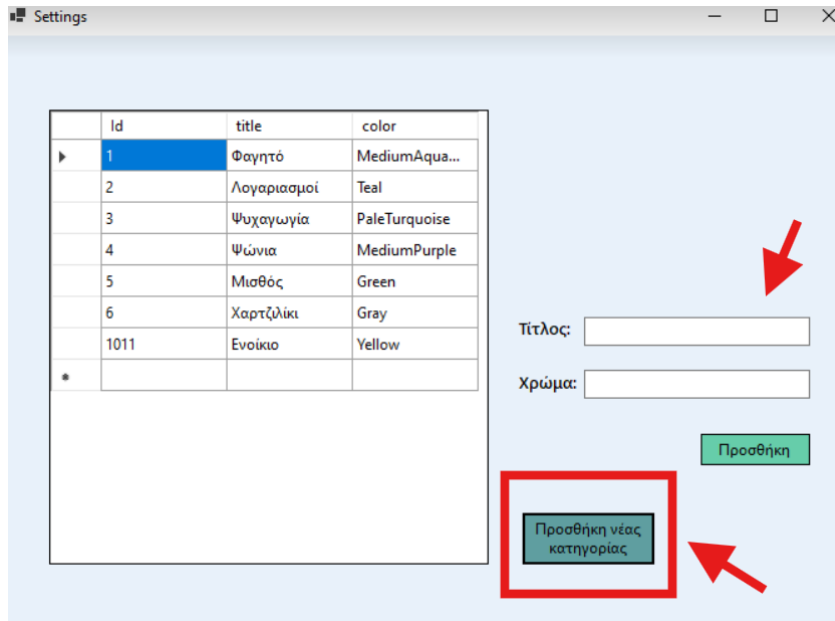 Settings
Id title color
1 Φαγητό MediumAqua...
2 Λογαριασμοί Teal
3 Ψυχαγωγία PaleTurquoise
4 Ψώνια MediumPurple
5 Μισθός Green
6 Χαρτζιλίκι Gray
1011 Ενοίκιο Yellow
Τίτλος:
Χρώμα:
Προσθήκη
Προσθήκη νέας
κατηγορίας